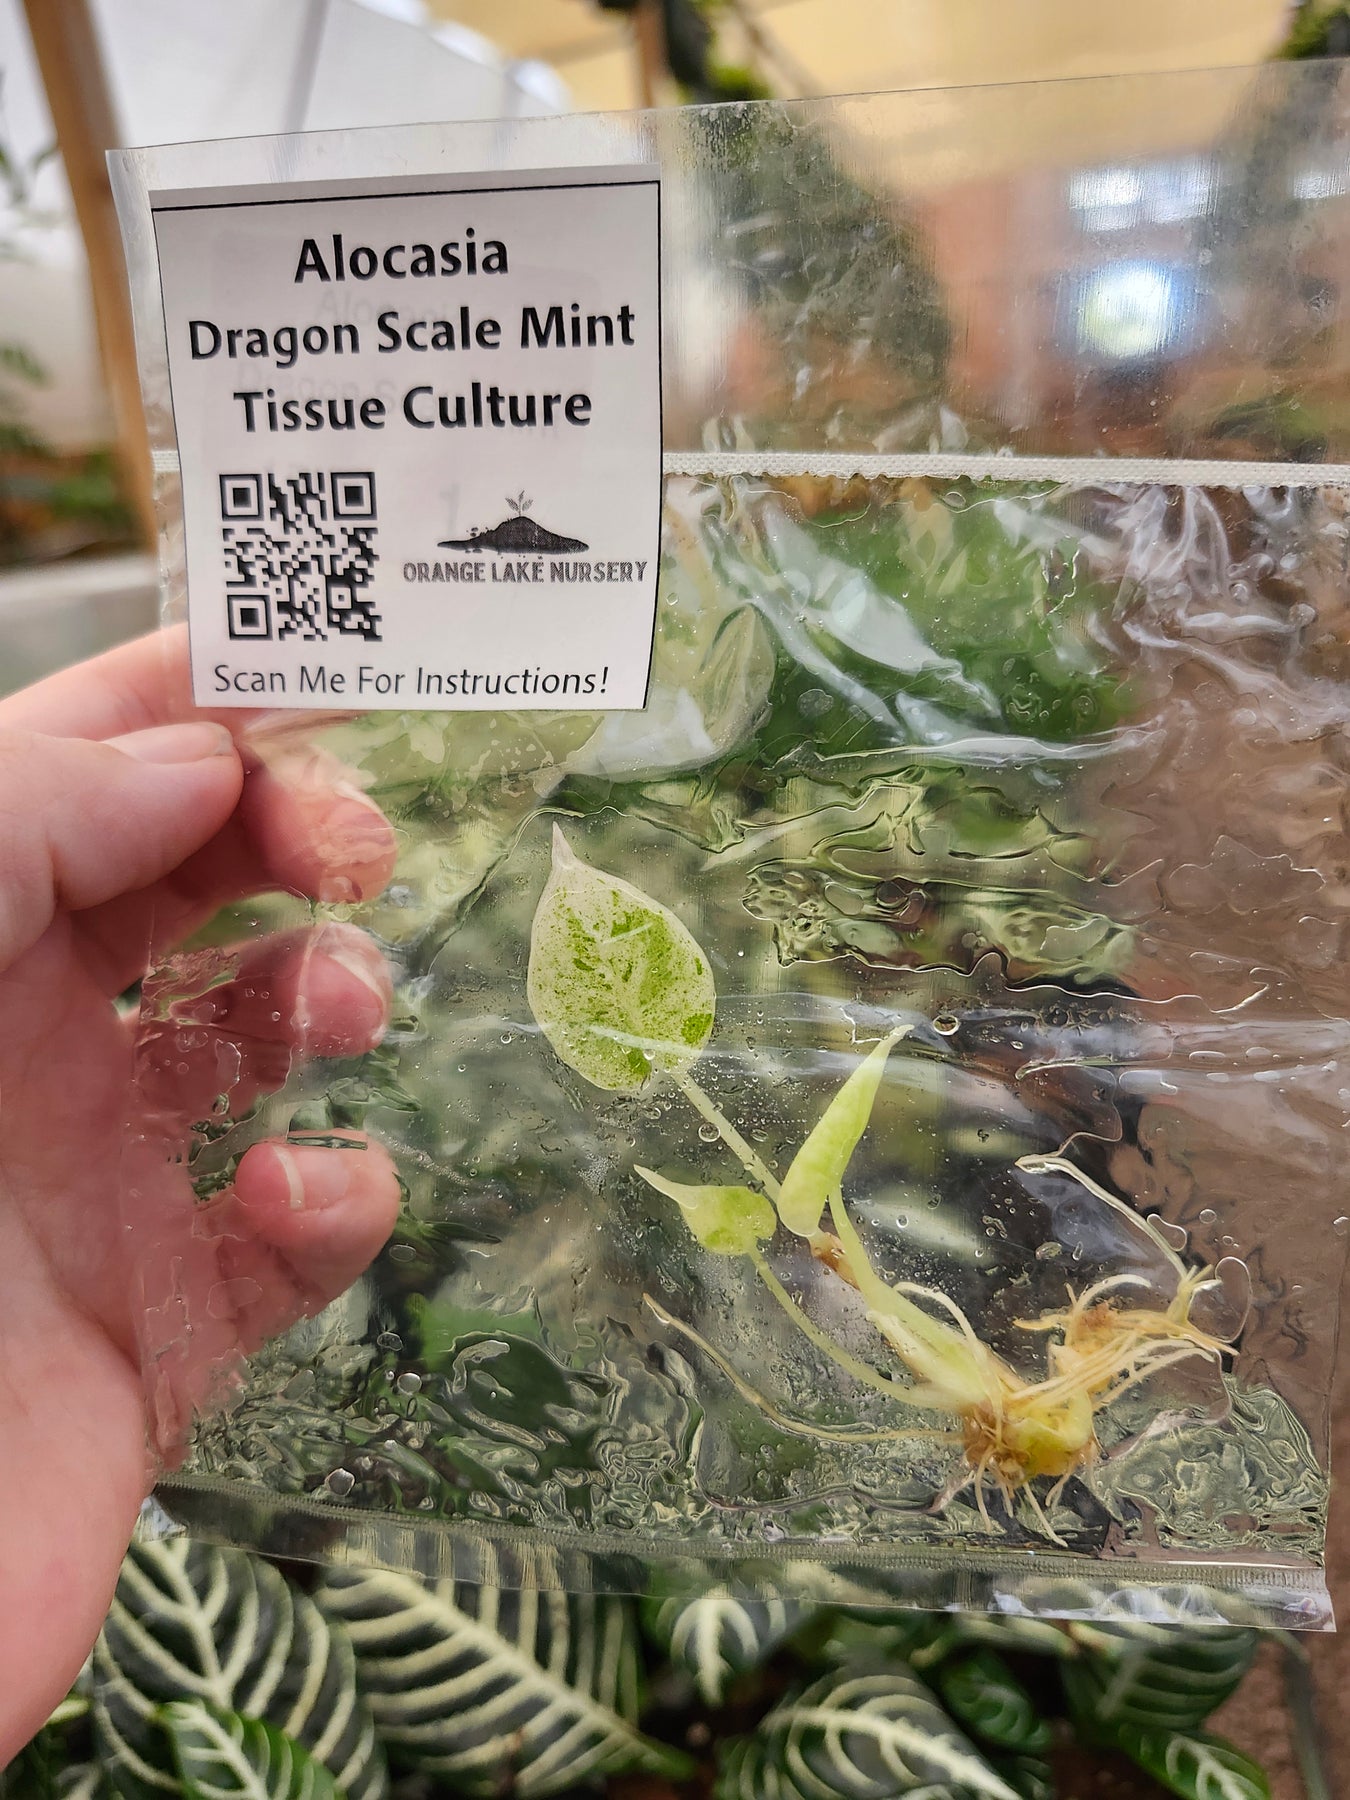 Alocasia
Dragon Scale Mint
Tissue Culture
ORANGE LAKE NURSERY
Scan Me For Instructions!